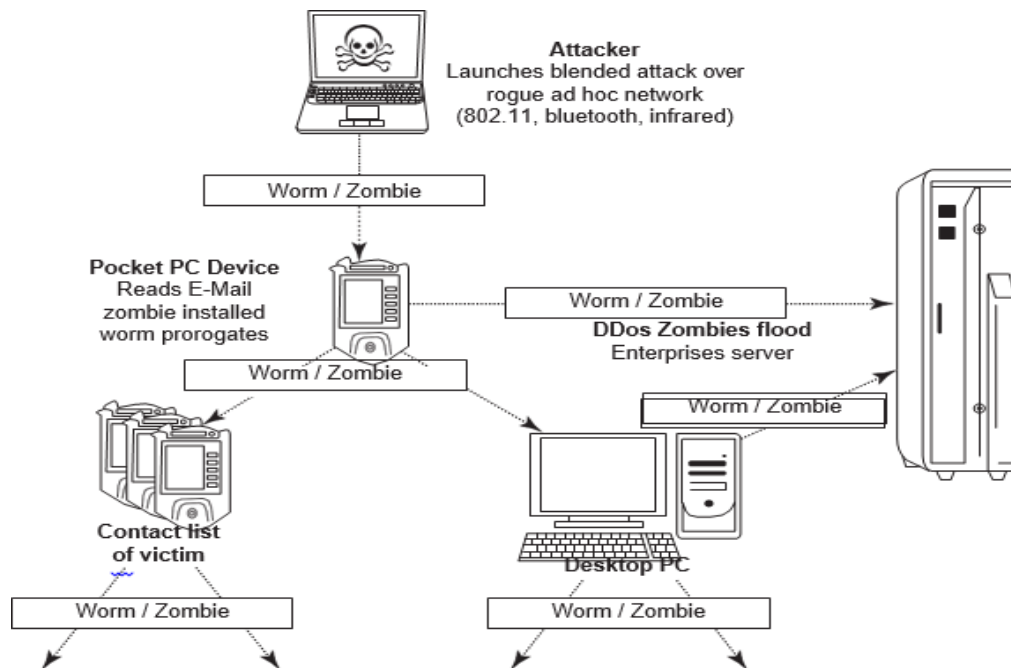 Attacker
Launches blended attack over
rogue ad hoc network
(802.11, bluetooth, infrared)
Worm / Zombie
Pocket PC Device
Reads E-Mail
zombie installed
worm prorogates
Worm / Zombie
DDos Zombies flood
Enterprises server
Worm / Zombie
Worm / Zombie
Contact list
of victim
Desktop PC
Worm / Zombie
Worm / Zombie